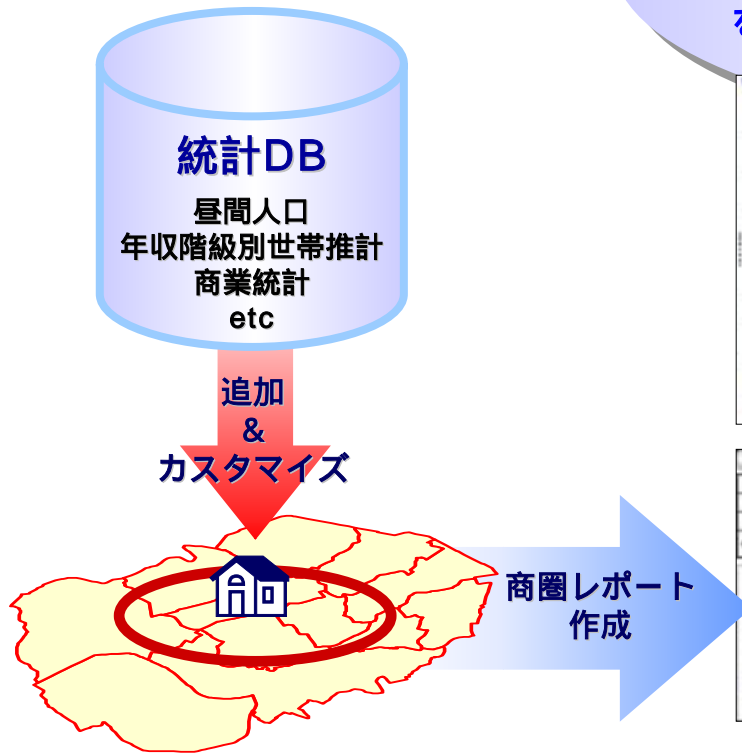 を
統計DB
昼間人口
年収階級別世帯推計
商業統計
etc
追加
&
カスタマイズ
商圏レポート
作成